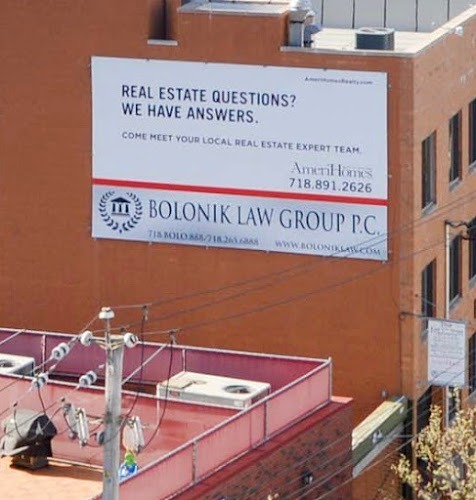 AmeriHomesRealty.com
REAL ESTATE QUESTIONS?
WE HAVE ANSWERS.
COME MEET YOUR LOCAL REAL ESTATE EXPERT TEAM.
AmeriHomes
718.891.2626
BOLONIK LAW GROUP P.C.
718.BOLO.888/718.265.6888 WWW.BOLONIKLAW.COM